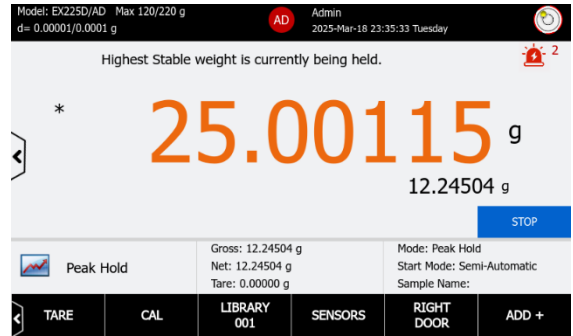 Model: EX225D/AD Max 120/220 g
d= 0.00001/0.0001 g
AD
Admin
2025-Mar-18 23:35:33 Tuesday
Highest Stable weight is currently being held.
2
*
25.00115 g
12.24504 g
STOP
Peak Hold
Gross: 12.24504 g
Net: 12.24504 g
Tare: 0.00000 g
Mode: Peak Hold
Start Mode: Semi-Automatic
Sample Name:
TARE
CAL
LIBRARY
001
SENSORS
RIGHT
DOOR
ADD +